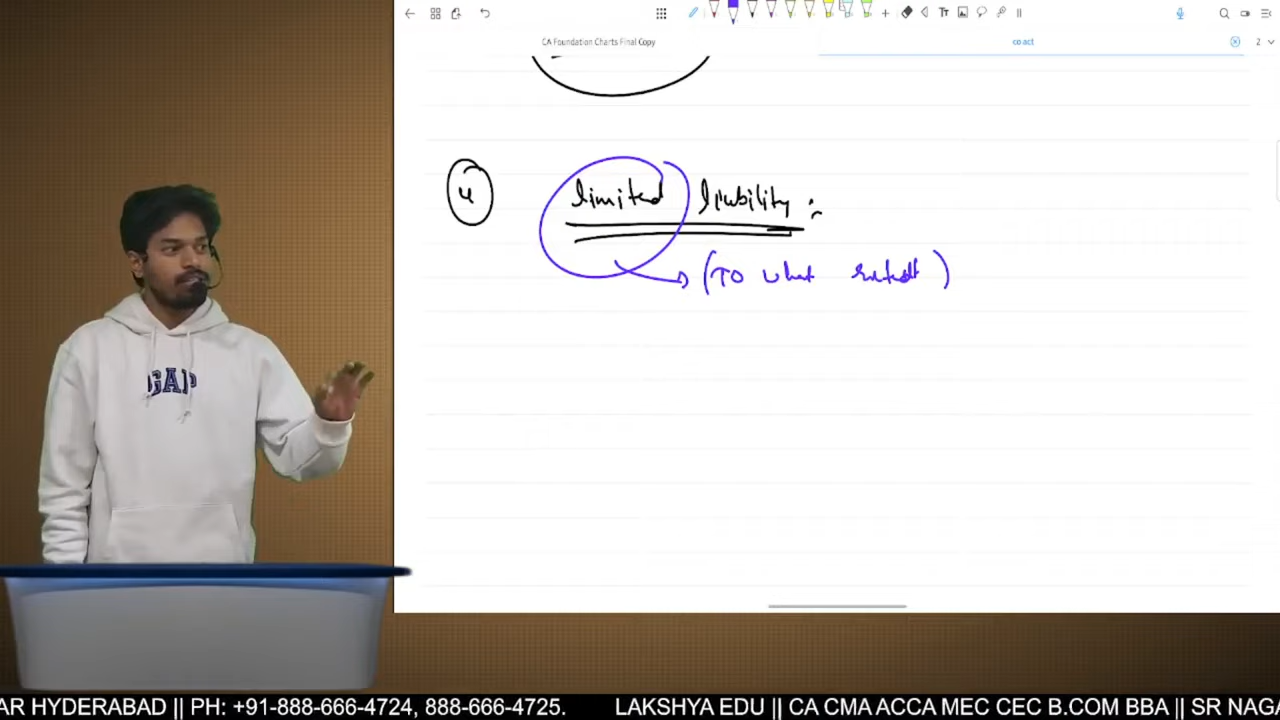 CA Foundation Charts Final Copy
co act
2
4 limited liability :
(To what extent)
GAP
AR HYDERABAD || PH: +91-888-666-4724, 888-666-4725. LAKSHYA EDU || CA CMA ACCA MEC CEC B.COM BBA || SR NAGA